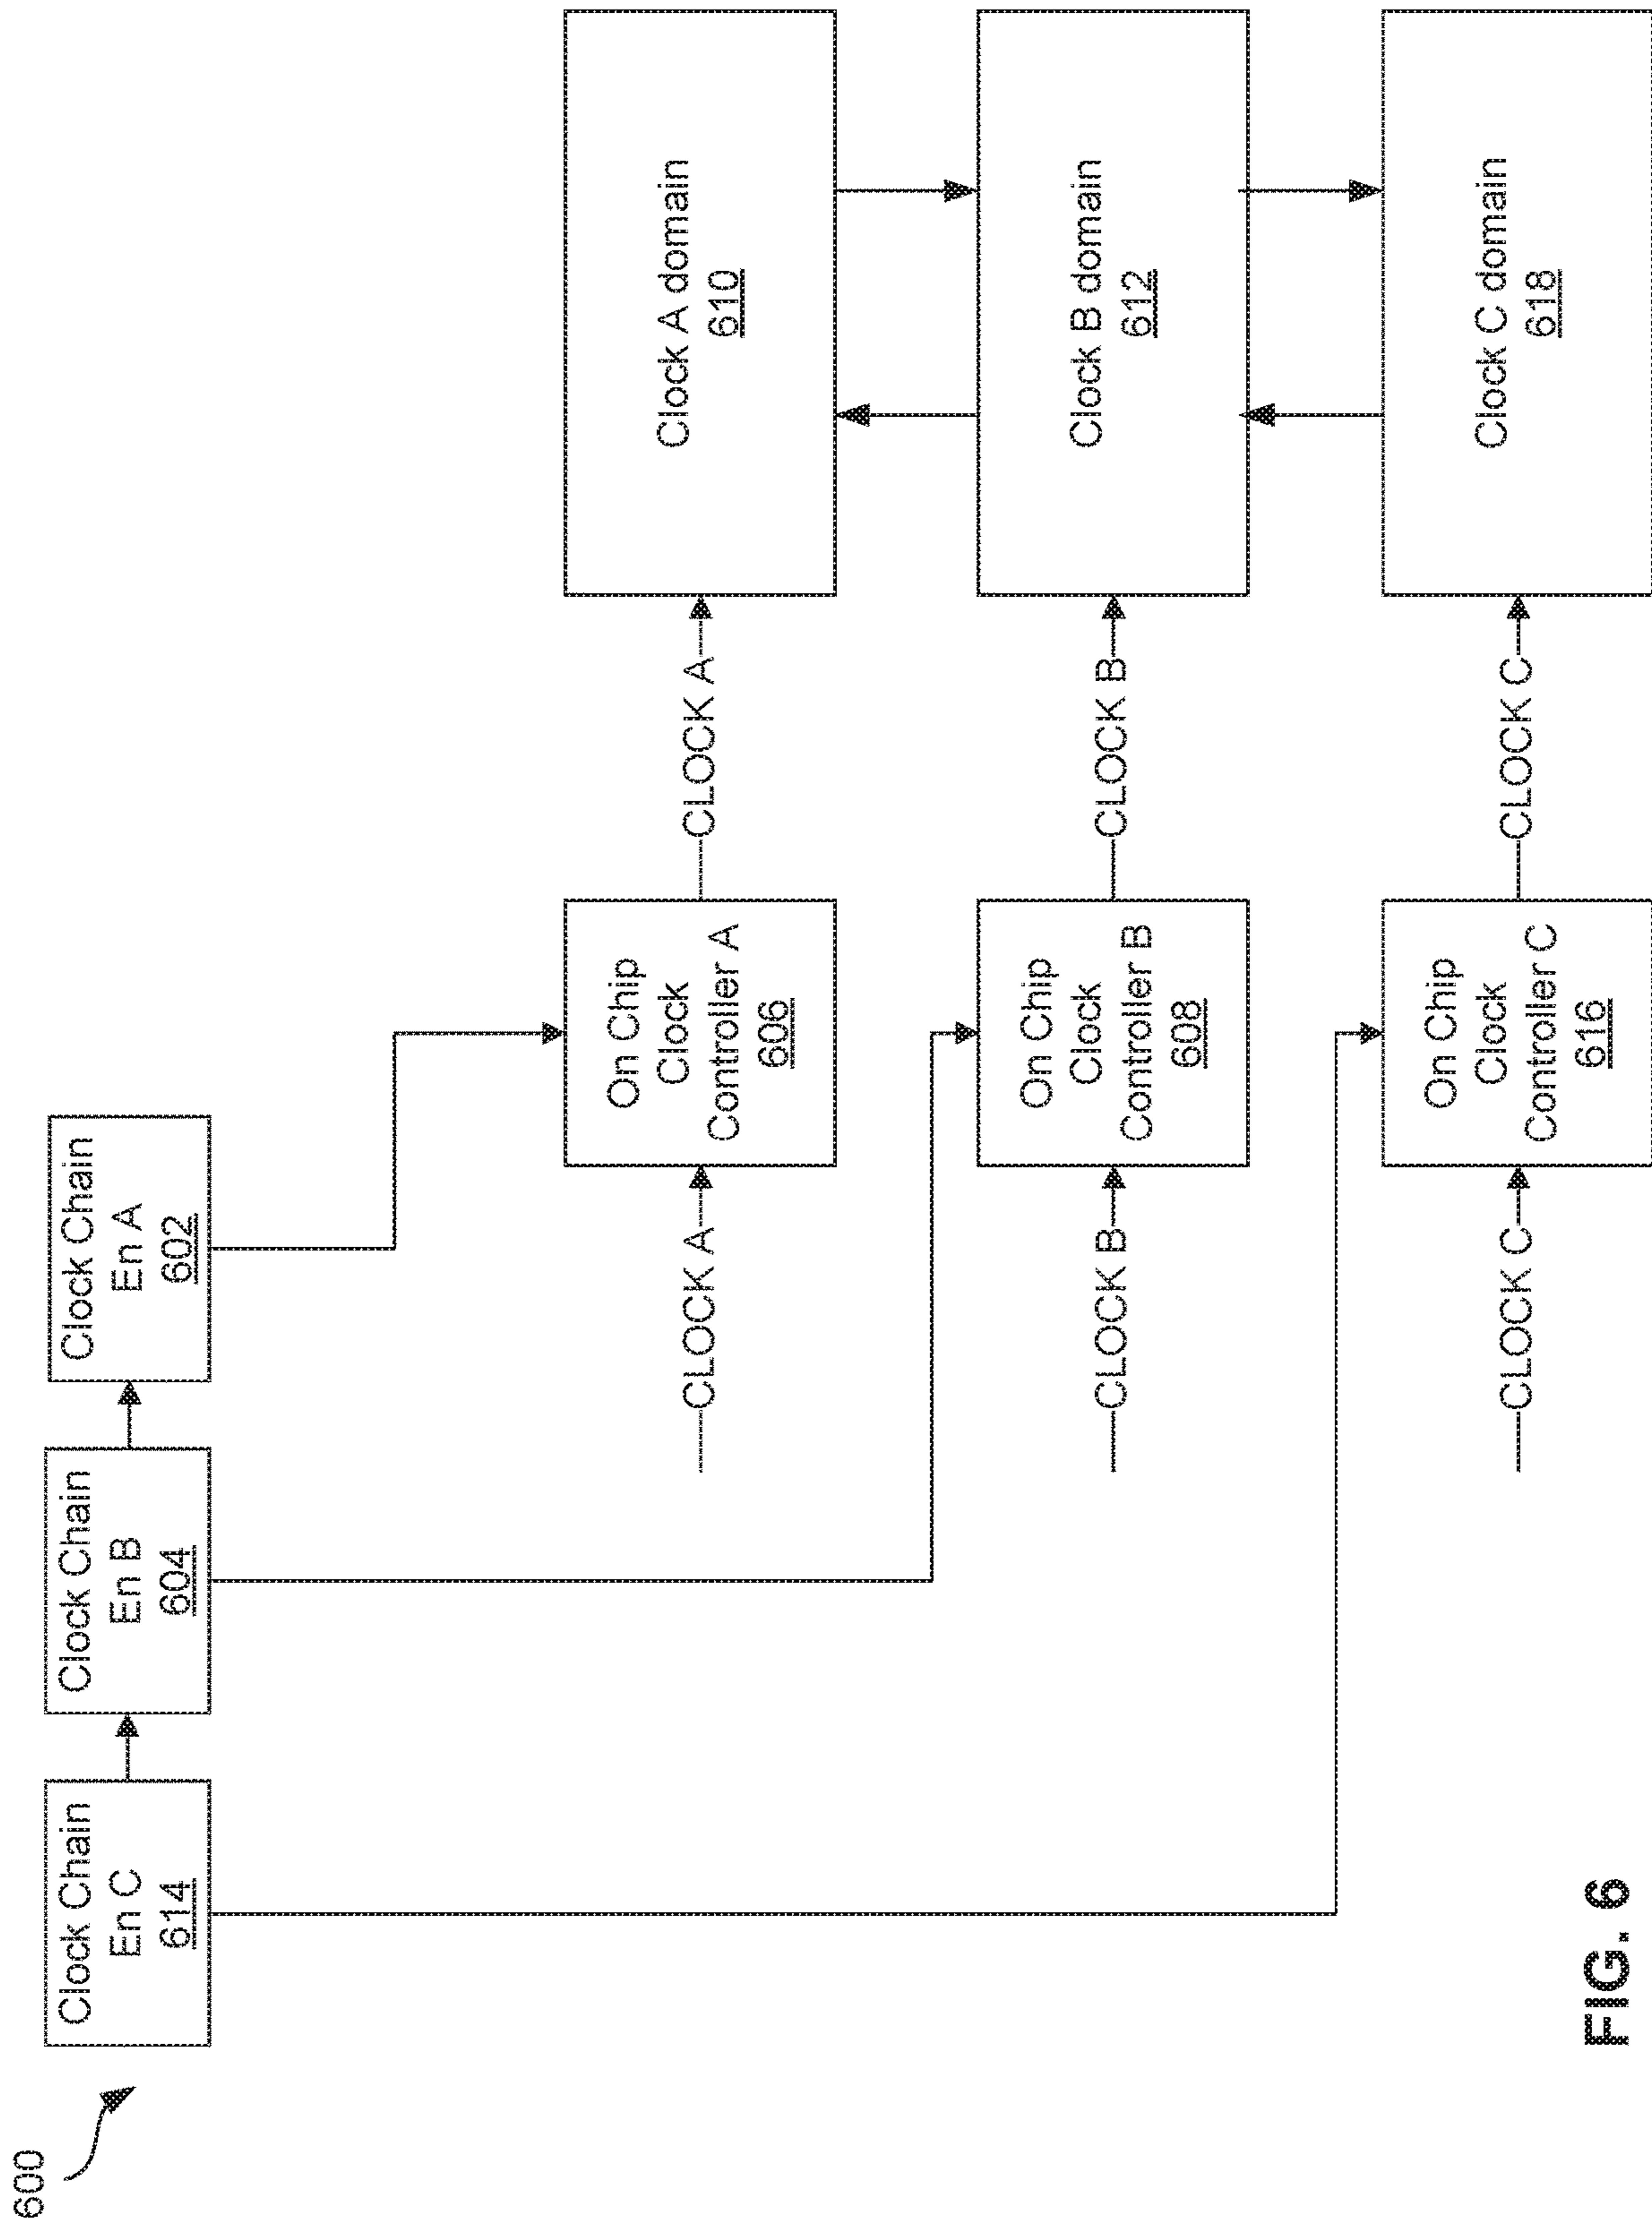 600
Clock Chain
En C
614
Clock Chain
En B
604
Clock Chain
En A
602
CLOCK A
On Chip
Clock
Controller A
606
CLOCK A
Clock A domain
610
CLOCK B
On Chip
Clock
Controller B
608
CLOCK B
Clock B domain
612
CLOCK C
On Chip
Clock
Controller C
616
CLOCK C
Clock C domain
618
FIG. 6